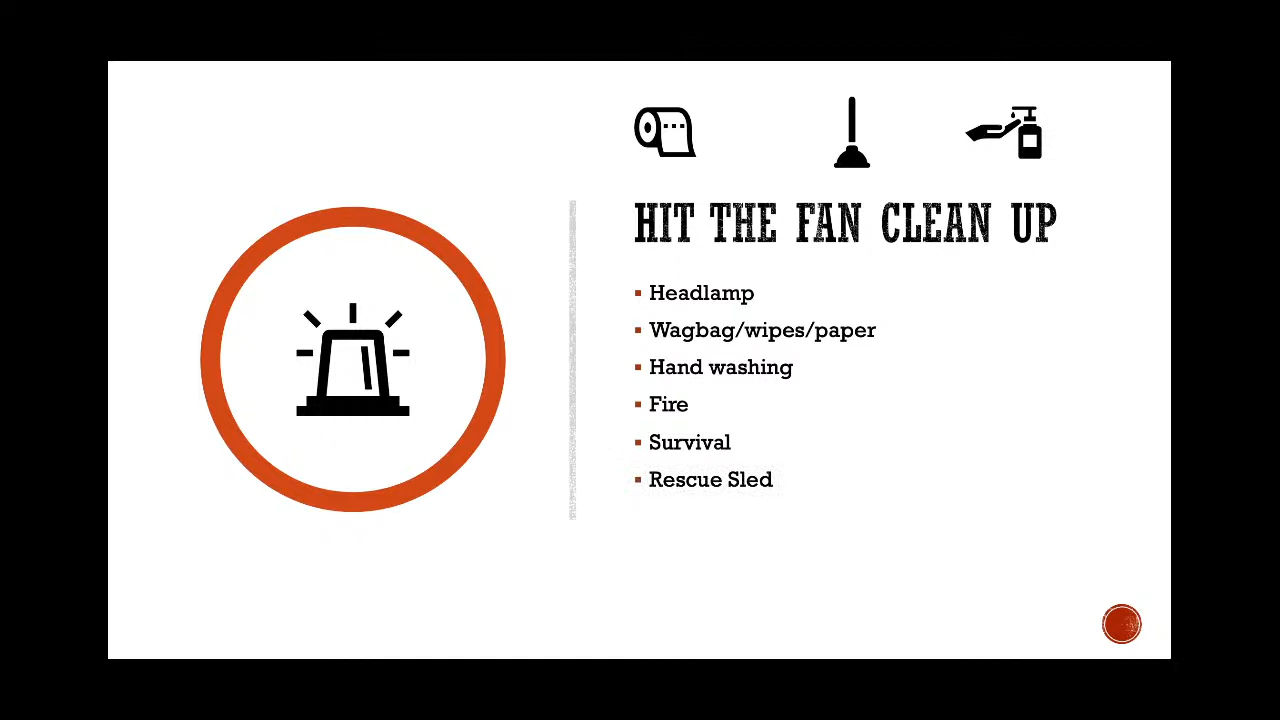 HIT THE FAN CLEAN UP
Headlamp
Wagbag/wipes/paper
Hand washing
Fire
Survival
Rescue Sled